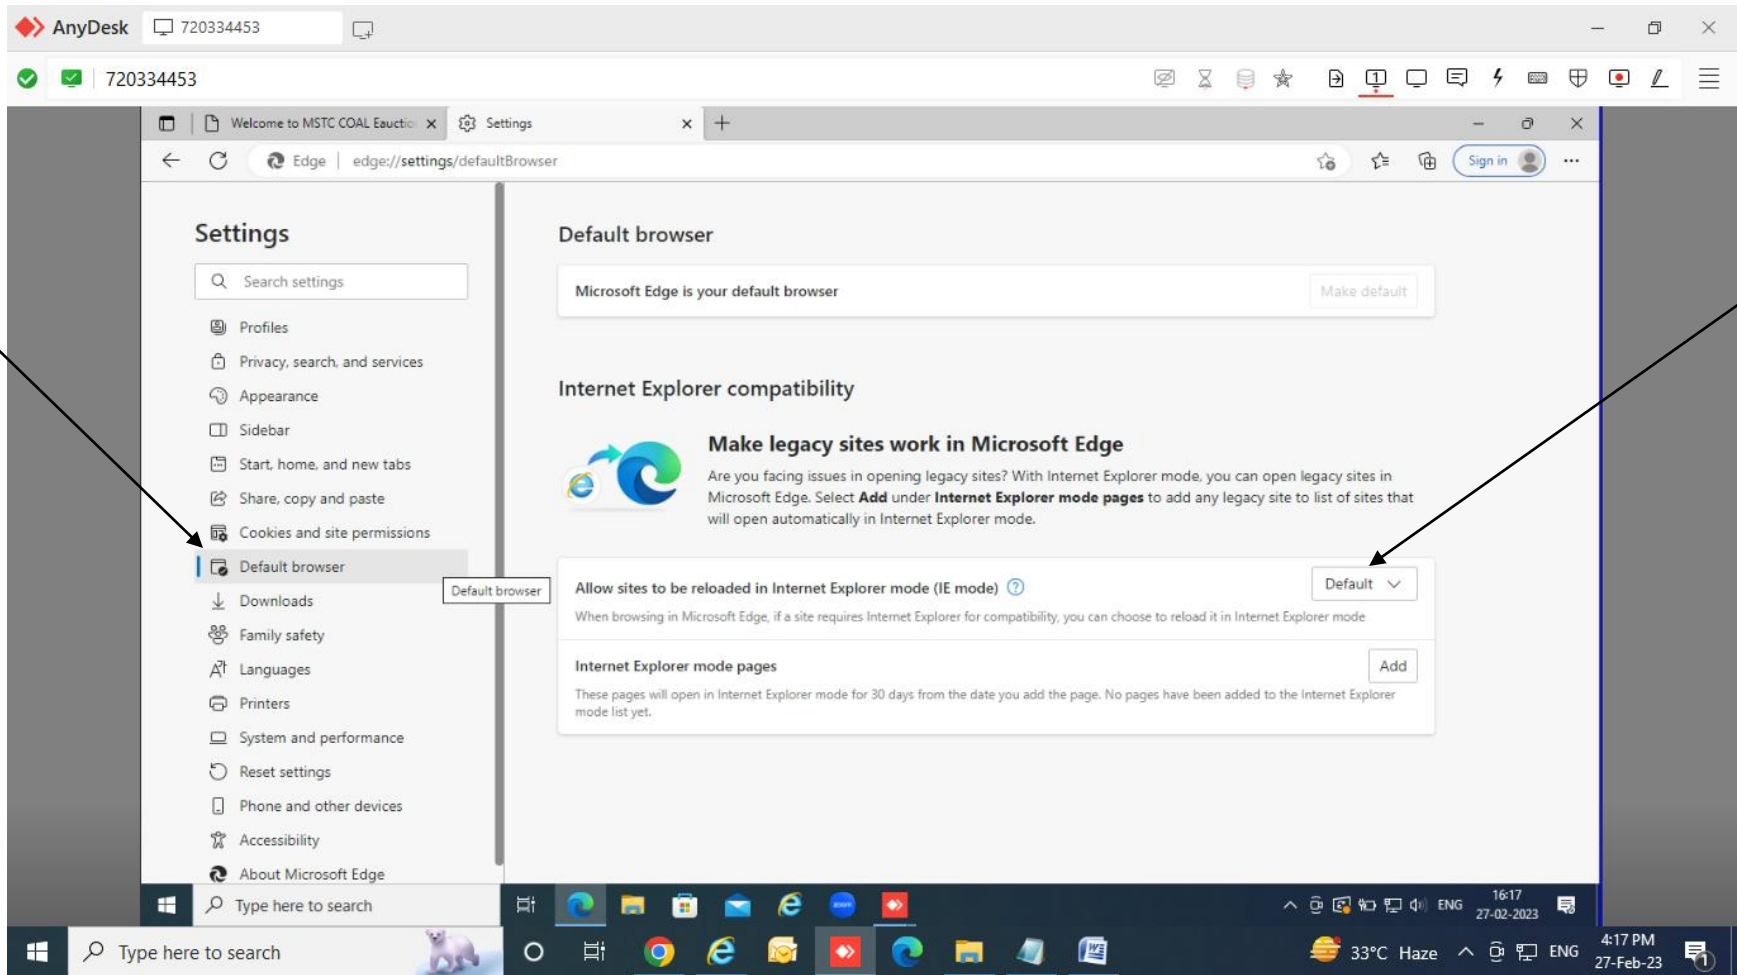 AnyDesk 720334453
720334453
Welcome to MSTC COAL Eauctio Settings
Edge edge://settings/defaultBrowser Sign in
Settings
Search settings
Profiles
Privacy, search, and services
Appearance
Sidebar
Start, home, and new tabs
Share, copy and paste
Cookies and site permissions
Default browser
Default browser
Downloads
Family safety
Languages
Printers
System and performance
Reset settings
Phone and other devices
Accessibility
About Microsoft Edge
Default browser
Microsoft Edge is your default browser Make default
Internet Explorer compatibility
Make legacy sites work in Microsoft Edge
Are you facing issues in opening legacy sites? With Internet Explorer mode, you can open legacy sites in
Microsoft Edge. Select Add under Internet Explorer mode pages to add any legacy site to list of sites that
will open automatically in Internet Explorer mode.
Allow sites to be reloaded in Internet Explorer mode (IE mode) Default
When browsing in Microsoft Edge, if a site requires Internet Explorer for compatibility, you can choose to reload it in Internet Explorer mode
Internet Explorer mode pages Add
These pages will open in Internet Explorer mode for 30 days from the date you add the page. No pages have been added to the Internet Explorer
mode list yet.
Type here to search zoom ENG 16:17
27-02-2023
Type here to search 33°C Haze ENG 4:17 PM
27-Feb-23